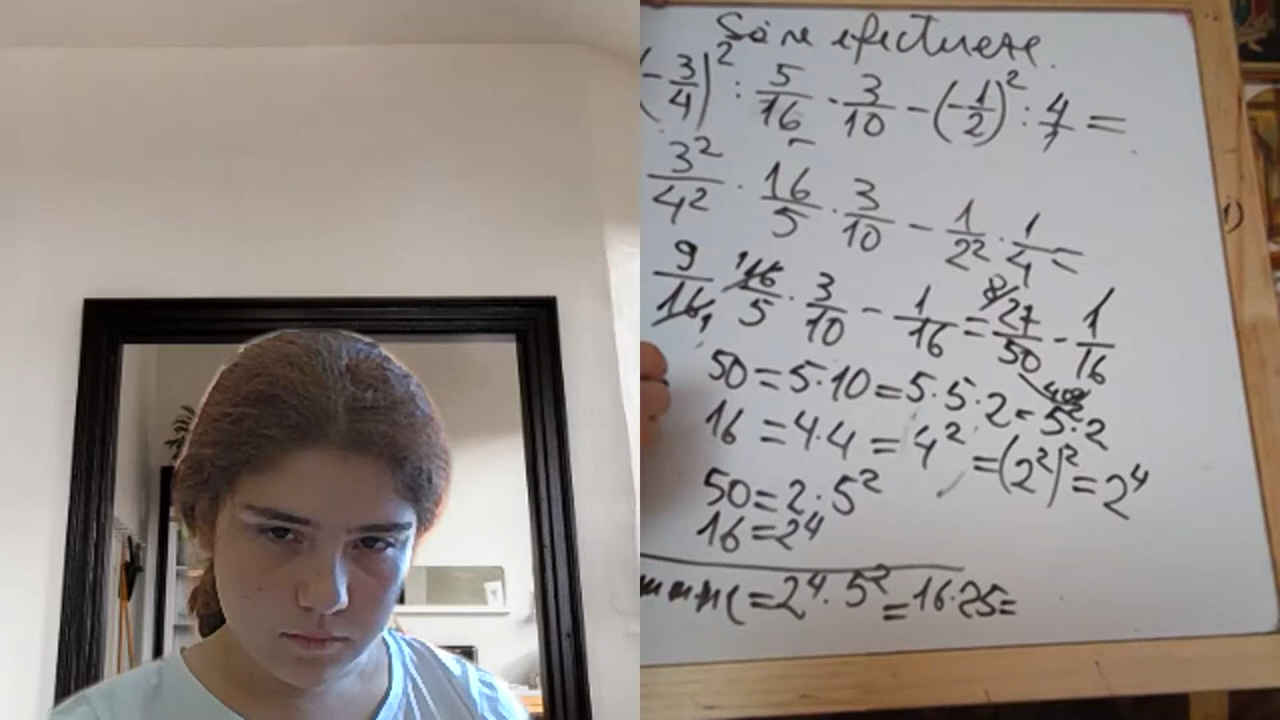 Să se efectueze.
(-3/4)² : 5/16 · 3/10 - (-1/2)² : 4/1 =
3²/4² · 16/5 · 3/10 - 1/2² · 1/4 =
9/16 16/5 · 3/10 - 1/16 = 8/27/50 - 1/16
50 = 5·10 = 5·5·2 = 5²·2
16 = 4·4 = 4² = (2²)² = 2⁴
50 = 2·5²
16 = 2⁴
= 2⁴·5² = 16·25 =